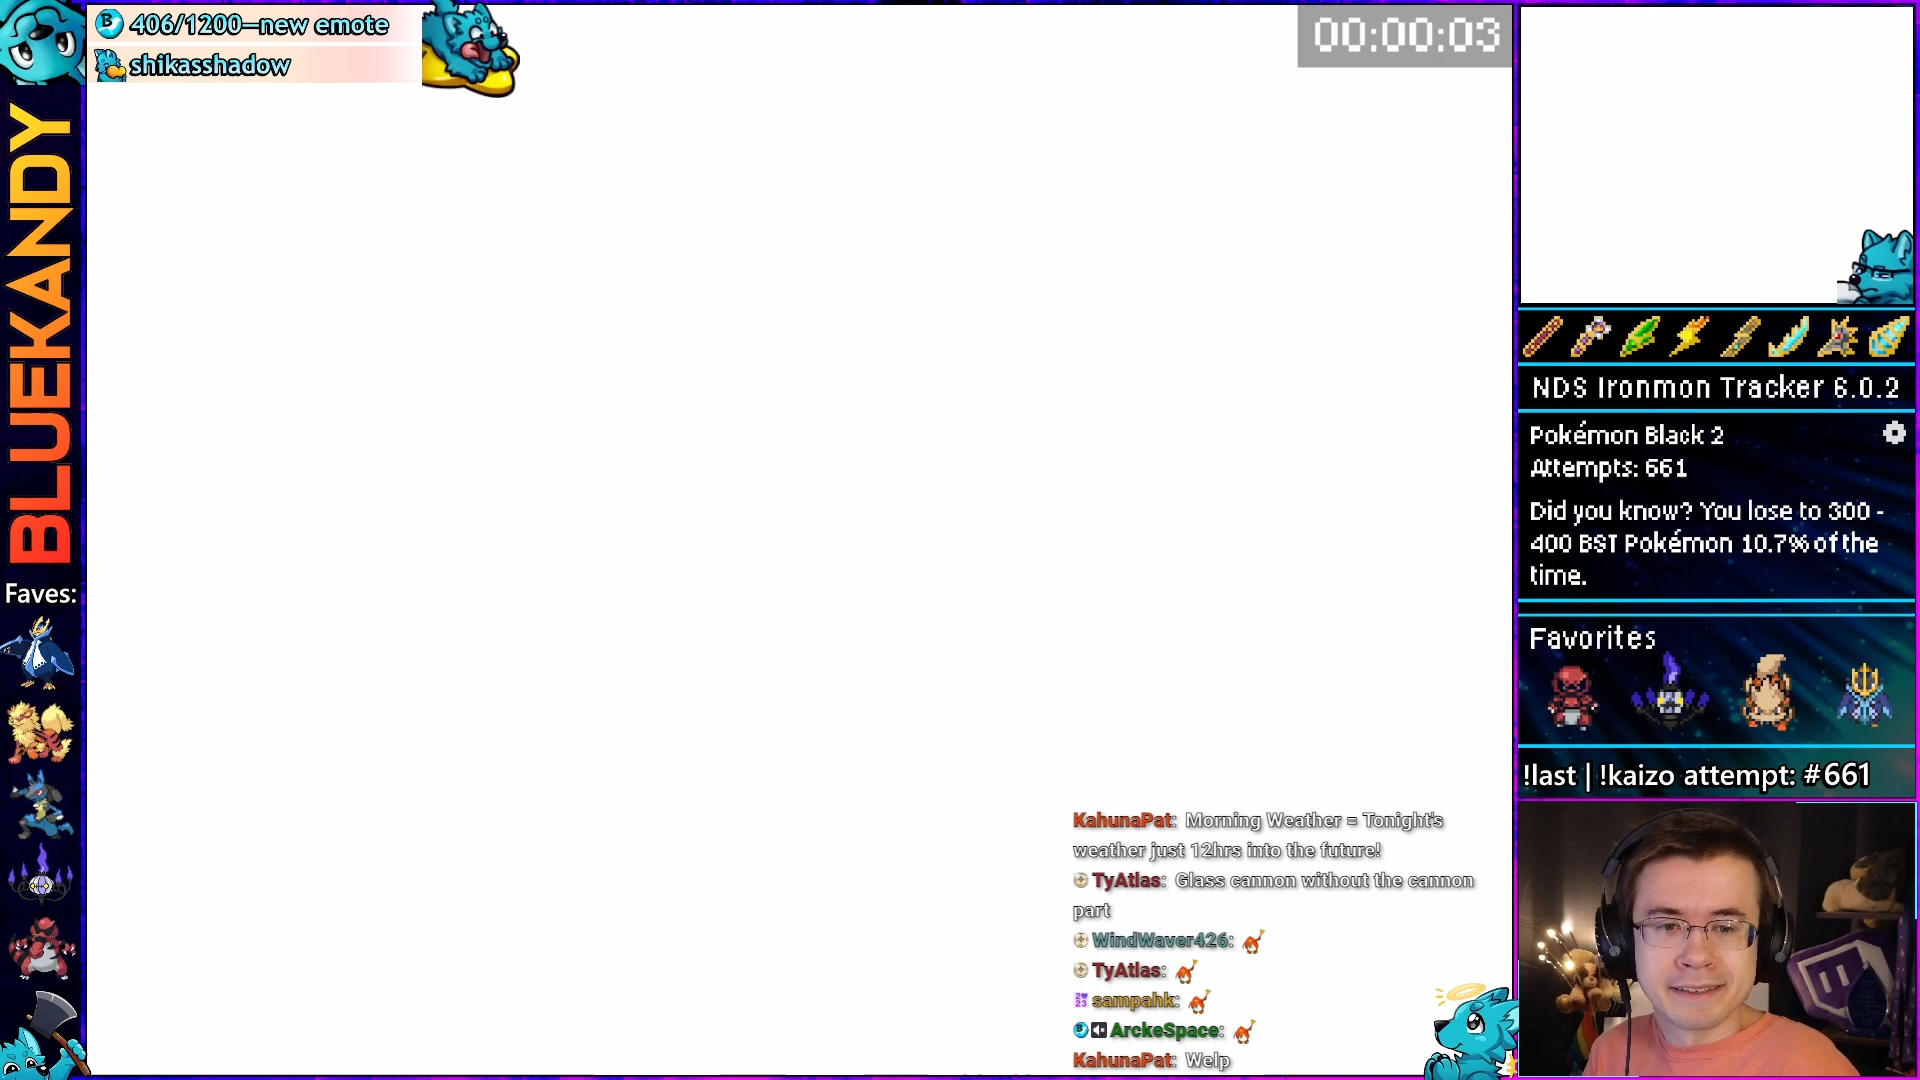 406/1200—new emote
shikasshadow
00:00:03
BLUEKANDY
Faves:
NDS Ironmon Tracker 6.0.2
Pokémon Black 2
Attempts: 661
Did you know? You lose to 300 -
400 BST Pokémon 10.7% of the
time.
Favorites
!last | !kaizo attempt: #661
KahunaPat: Morning Weather = Tonight's
weather just 12hrs into the future!
TyAtlas: Glass cannon without the cannon
part
WindWaver426:
TyAtlas:
sampahk:
ArckeSpace:
KahunaPat: Welp